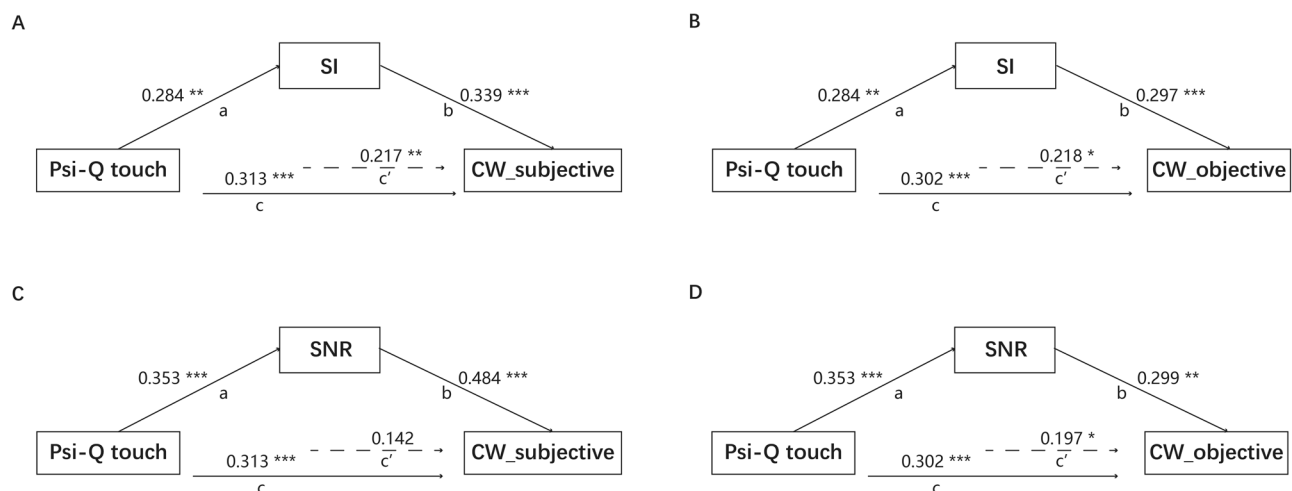 A
SI
0.284 **
a
0.339 ***
b
Psi-Q touch
CW_subjective
0.217 **
c'
0.313 ***
c
B
SI
0.284 **
a
0.297 ***
b
Psi-Q touch
CW_objective
0.218 *
c'
0.302 ***
c
C
SNR
0.353 ***
a
0.484 ***
b
Psi-Q touch
CW_subjective
0.142
c'
0.313 ***
c
D
SNR
0.353 ***
a
0.299 **
b
Psi-Q touch
CW_objective
0.197 *
c'
0.302 ***
c